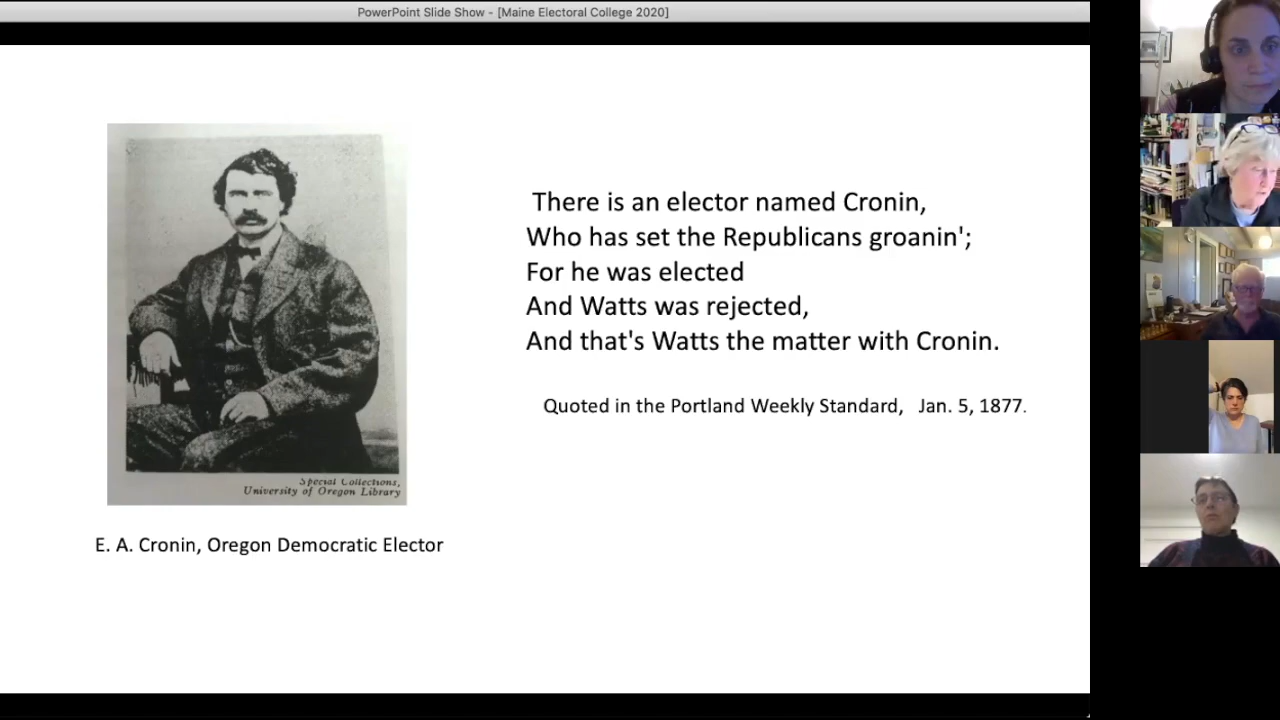 PowerPoint Slide Show - [Maine Electoral College 2020]
There is an elector named Cronin,
Who has set the Republicans groanin';
For he was elected
And Watts was rejected,
And that's Watts the matter with Cronin.
Quoted in the Portland Weekly Standard, Jan. 5, 1877.
Special Collections,
University of Oregon Library
E. A. Cronin, Oregon Democratic Elector